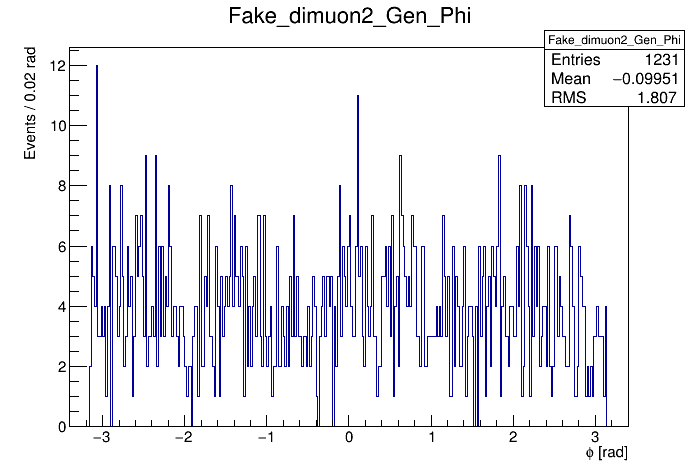 Fake_dimuon2_Gen_Phi
Fake_dimuon2_Gen_Phi
Entries 1231
Mean −0.09951
RMS 1.807
Events / 0.02 rad
12
10
8
6
4
2
0
−3 −2 −1 0 1 2 3
ϕ [rad]